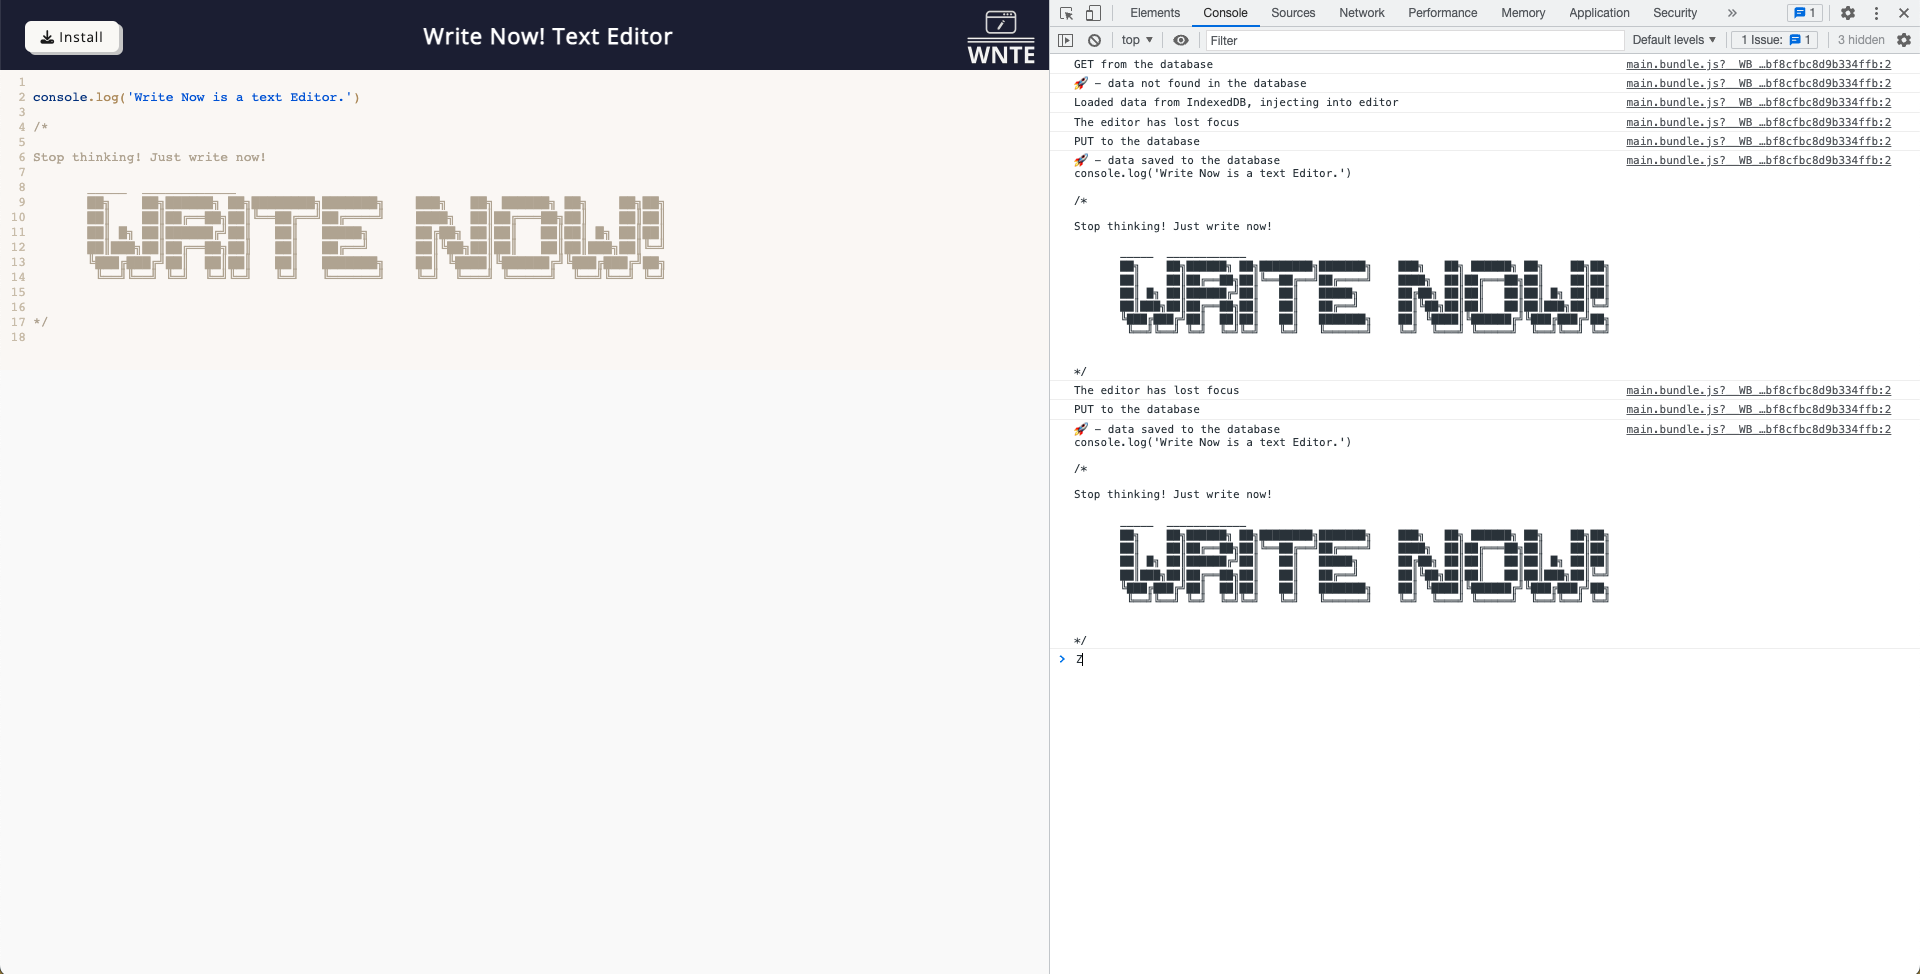 Install
Write Now! Text Editor
WNTE
1
2 console.log('Write Now is a text Editor.')
3
4 /*
5
6 Stop thinking! Just write now!
7
8
9
10
11
12
13
14
15
16
17 */
18
WRITE NOW!
Elements Console Sources Network Performance Memory Application Security » 1
top ▼ Filter Default levels ▼ 1 Issue: 1 3 hidden
GET from the database main.bundle.js?__WB_…bf8cfbc8d9b334ffb:2
🚀 – data not found in the database main.bundle.js?__WB_…bf8cfbc8d9b334ffb:2
Loaded data from IndexedDB, injecting into editor main.bundle.js?__WB_…bf8cfbc8d9b334ffb:2
The editor has lost focus main.bundle.js?__WB_…bf8cfbc8d9b334ffb:2
PUT to the database main.bundle.js?__WB_…bf8cfbc8d9b334ffb:2
🚀 – data saved to the database main.bundle.js?__WB_…bf8cfbc8d9b334ffb:2
console.log('Write Now is a text Editor.')
/*
Stop thinking! Just write now!
WRITE NOW!
*/
The editor has lost focus main.bundle.js?__WB_…bf8cfbc8d9b334ffb:2
PUT to the database main.bundle.js?__WB_…bf8cfbc8d9b334ffb:2
🚀 – data saved to the database main.bundle.js?__WB_…bf8cfbc8d9b334ffb:2
console.log('Write Now is a text Editor.')
/*
Stop thinking! Just write now!
WRITE NOW!
*/
> Z